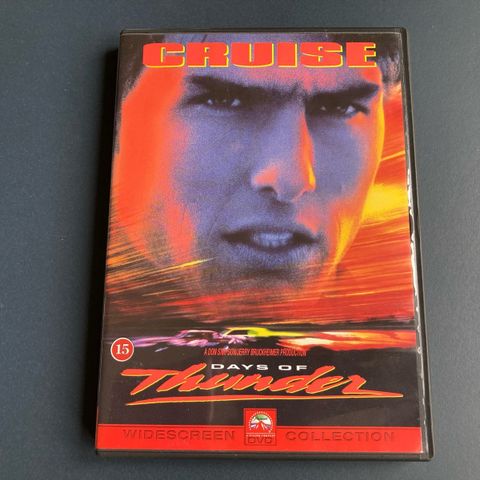 CRUISE
15
A DON SIMPSON/JERRY BRUCKHEIMER PRODUCTION
DAYS OF
Thunder
WIDESCREEN DVD COLLECTION